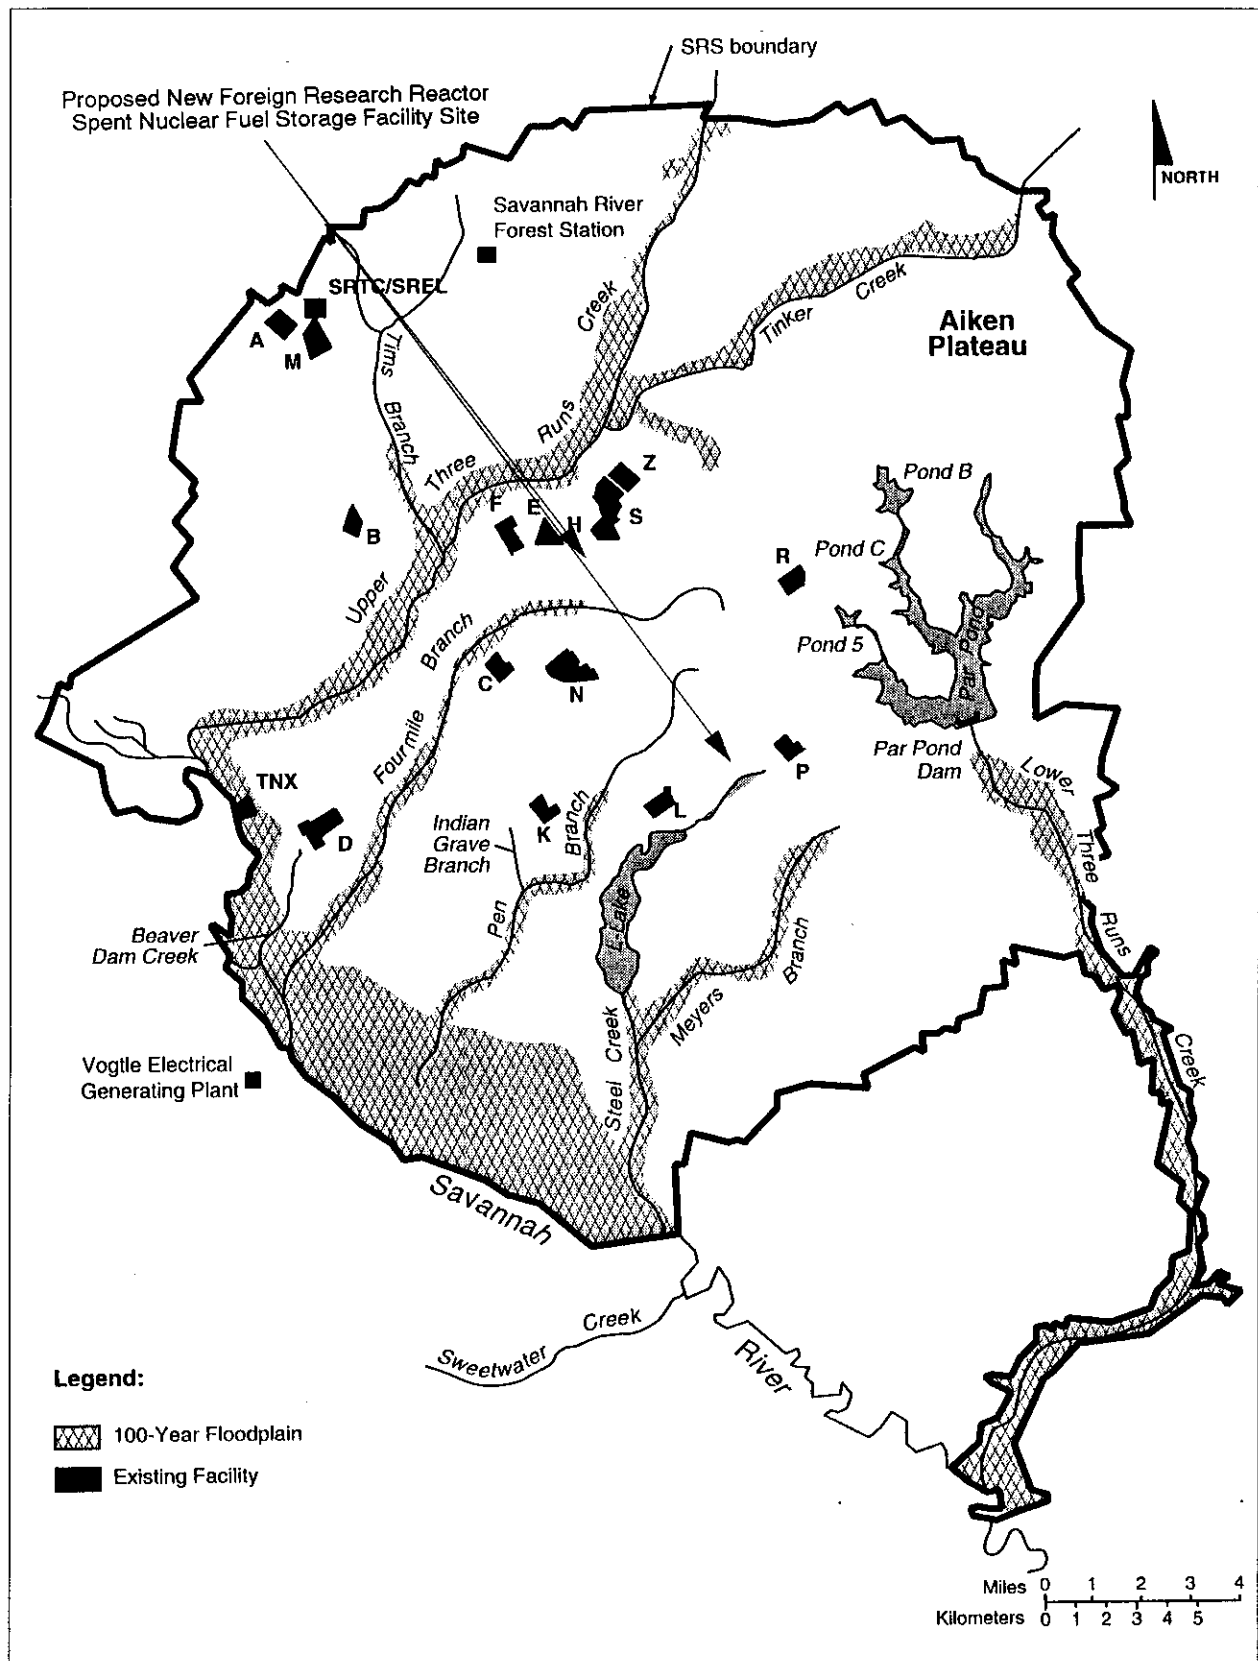 SRS boundary
Proposed New Foreign Research Reactor
Spent Nuclear Fuel Storage Facility Site
NORTH
Savannah River
Forest Station
SRTC/SREL
A
M
Tims
Branch
Creek
Runs
Three
Upper
Tinker
Creek
Aiken
Plateau
Z
F
E
H
S
B
Pond B
Pond C
R
Pond 5
Par Pond
Branch
C
N
Fourmile
Par Pond
Dam
Lower
Three
Runs
Creek
P
TNX
D
Indian
Grave
Branch
K
Branch
L
Pen
L-Lake
Branch
Meyers
Beaver
Dam Creek
Steel Creek
Vogtle Electrical
Generating Plant
Savannah
River
Sweetwater
Creek
Legend:
100-Year Floodplain
Existing Facility
Miles 0 1 2 3 4
Kilometers 0 1 2 3 4 5